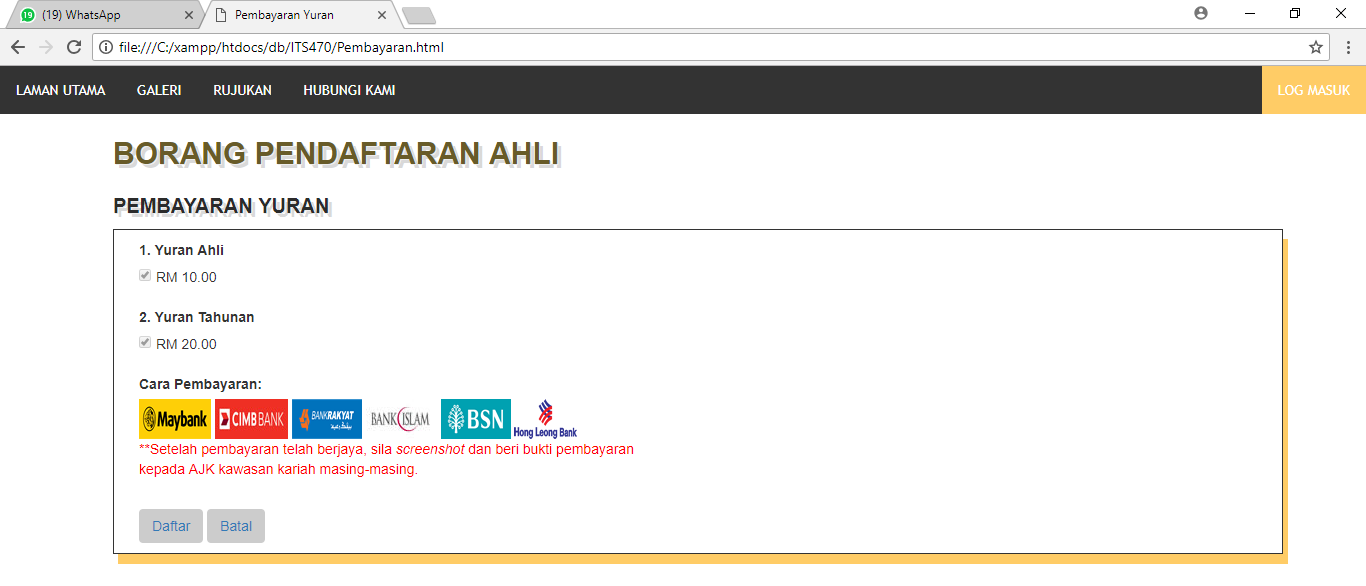 (19) WhatsApp
Pembayaran Yuran
file:///C:/xampp/htdocs/db/ITS470/Pembayaran.html
LAMAN UTAMA GALERI RUJUKAN HUBUNGI KAMI LOG MASUK
BORANG PENDAFTARAN AHLI
PEMBAYARAN YURAN
1. Yuran Ahli
RM 10.00
2. Yuran Tahunan
RM 20.00
Cara Pembayaran:
Maybank CIMB BANK BANK RAKYAT BANK ISLAM BSN Hong Leong Bank
**Setelah pembayaran telah berjaya, sila screenshot dan beri bukti pembayaran
kepada AJK kawasan kariah masing-masing.
Daftar Batal